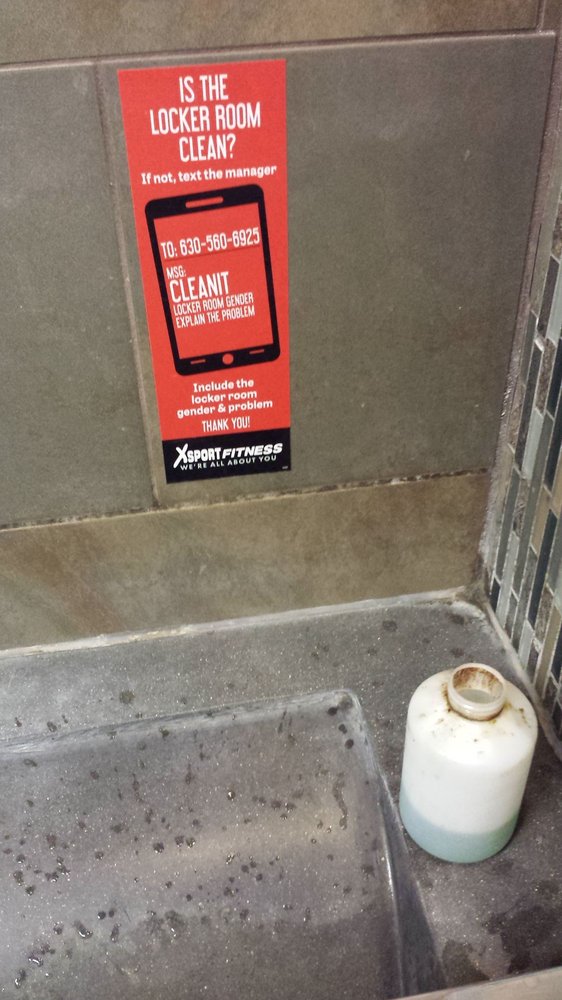 IS THE
LOCKER ROOM
CLEAN?
If not, text the manager
TO: 630-560-6925
MSG:
CLEANIT
LOCKER ROOM GENDER
EXPLAIN THE PROBLEM
Include the
locker room
gender & problem
THANK YOU!
XSPORT FITNESS
WE'RE ALL ABOUT YOU